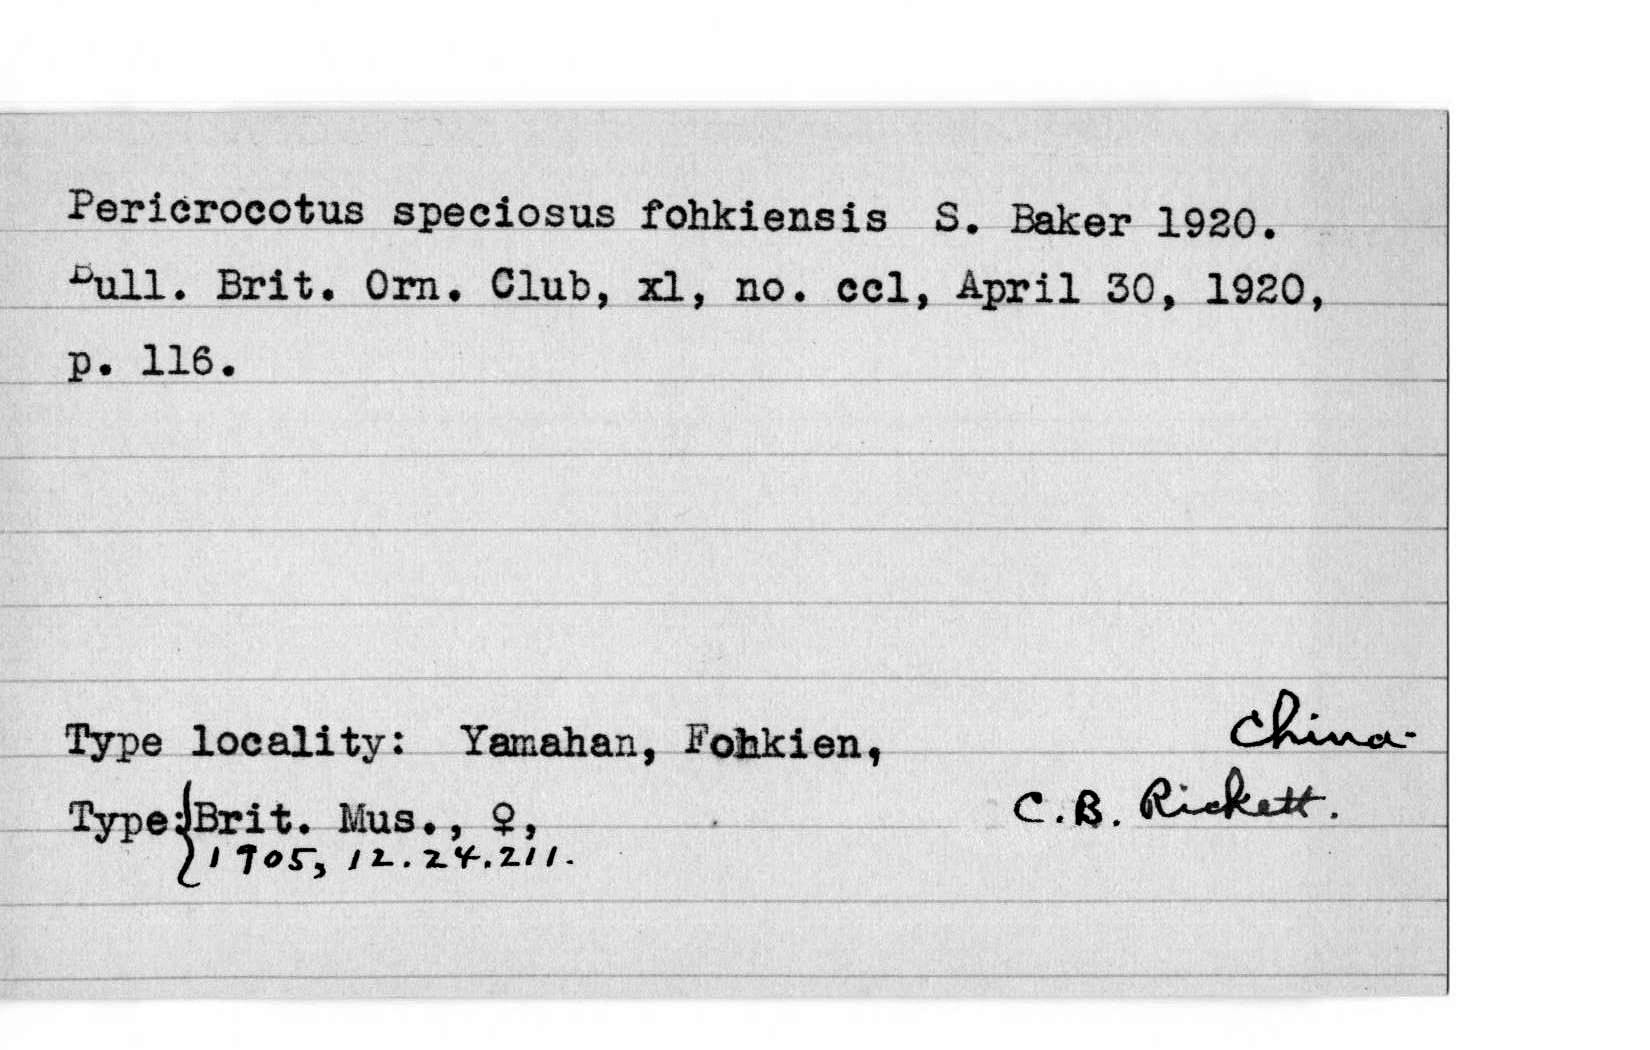 Pericrocotus speciosus fohkiensis S. Baker 1920.
Bull. Brit. Orn. Club, xl, no. ccl, April 30, 1920,
p. 116.
Type locality: Yamahan, Fohkien, China-
Type: Brit. Mus., ♀, C. B. Rickett.
1905, 12.24.211.